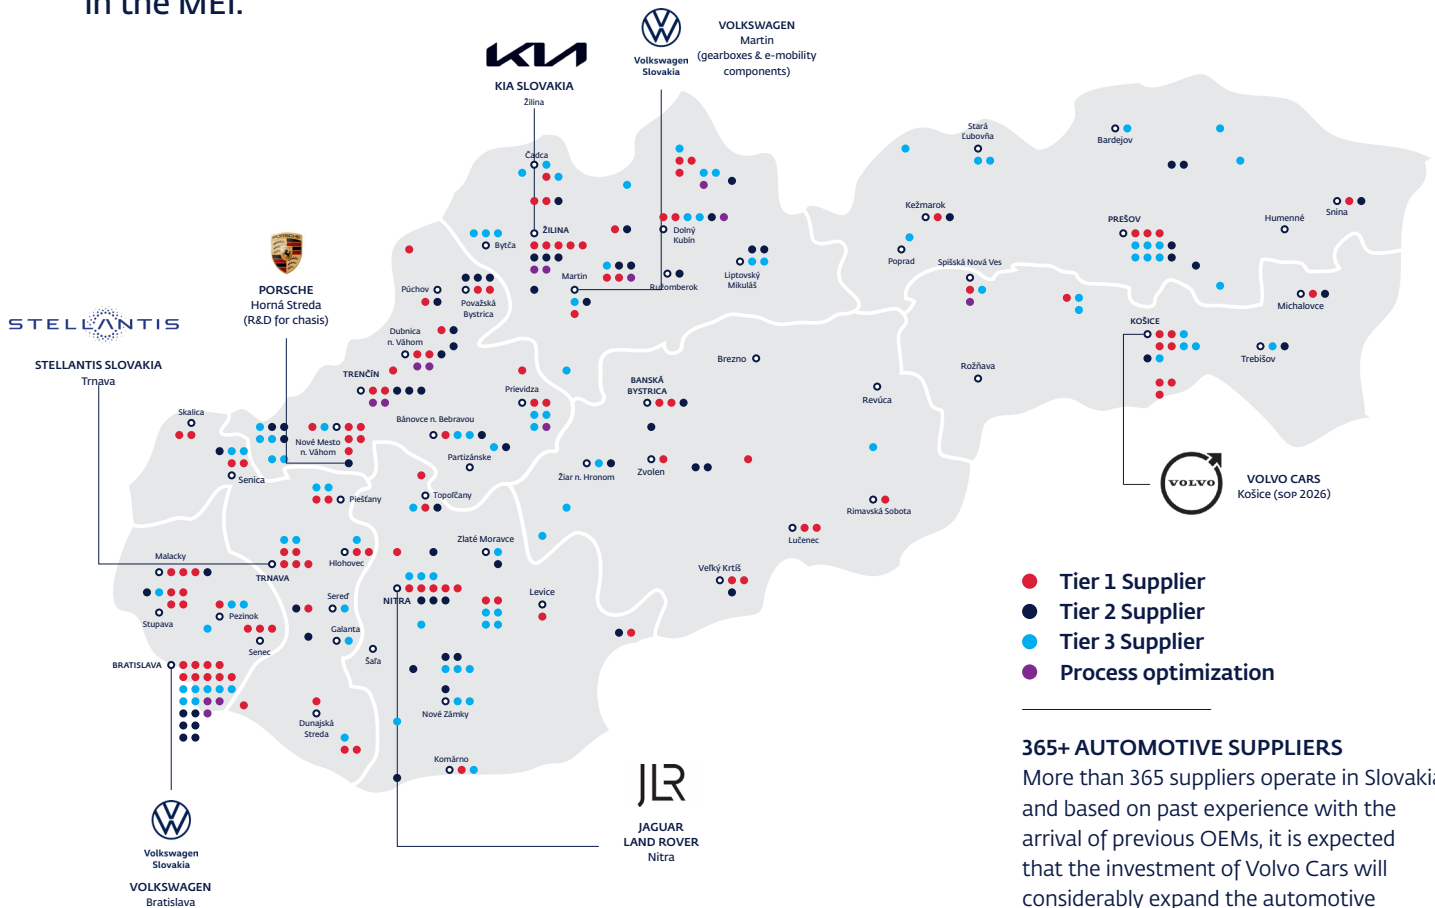 in the MEI.
KIA SLOVAKIA
Žilina
Volkswagen
Slovakia
VOLKSWAGEN
Martin
(gearboxes & e-mobility
components)
PORSCHE
PORSCHE
Horná Streda
(R&D for chasis)
STELLANTIS
STELLANTIS SLOVAKIA
Trnava
Čadca
ŽILINA
Bytča
Dolný
Kubín
Martin
Ružomberok
Liptovský
Mikuláš
Púchov
Považská
Bystrica
Dubnica
n. Váhom
TRENČÍN
Prievidza
Bánovce n. Bebravou
Partizánske
Skalica
Senica
Nové Mesto
n. Váhom
Piešťany
Topoľčany
Stará
Ľubovňa
Bardejov
Kežmarok
Poprad
Spišská Nová Ves
PREŠOV
Humenné
Snina
Michalovce
KOŠICE
Trebišov
Rožňava
Revúca
Brezno
BANSKÁ
BYSTRICA
Zvolen
Žiar n. Hronom
Rimavská Sobota
Lučenec
Veľký Krtíš
Zlaté Moravce
Levice
NITRA
Hlohovec
TRNAVA
Malacky
Stupava
Pezinok
Senec
Sereď
Galanta
Šaľa
BRATISLAVA
Dunajská
Streda
Nové Zámky
Komárno
VOLVO
VOLVO CARS
Košice (SOP 2026)
JLR
JAGUAR
LAND ROVER
Nitra
Volkswagen
Slovakia
VOLKSWAGEN
Bratislava
Tier 1 Supplier
Tier 2 Supplier
Tier 3 Supplier
Process optimization
365+ AUTOMOTIVE SUPPLIERS
More than 365 suppliers operate in Slovakia
and based on past experience with the
arrival of previous OEMs, it is expected
that the investment of Volvo Cars will
considerably expand the automotive